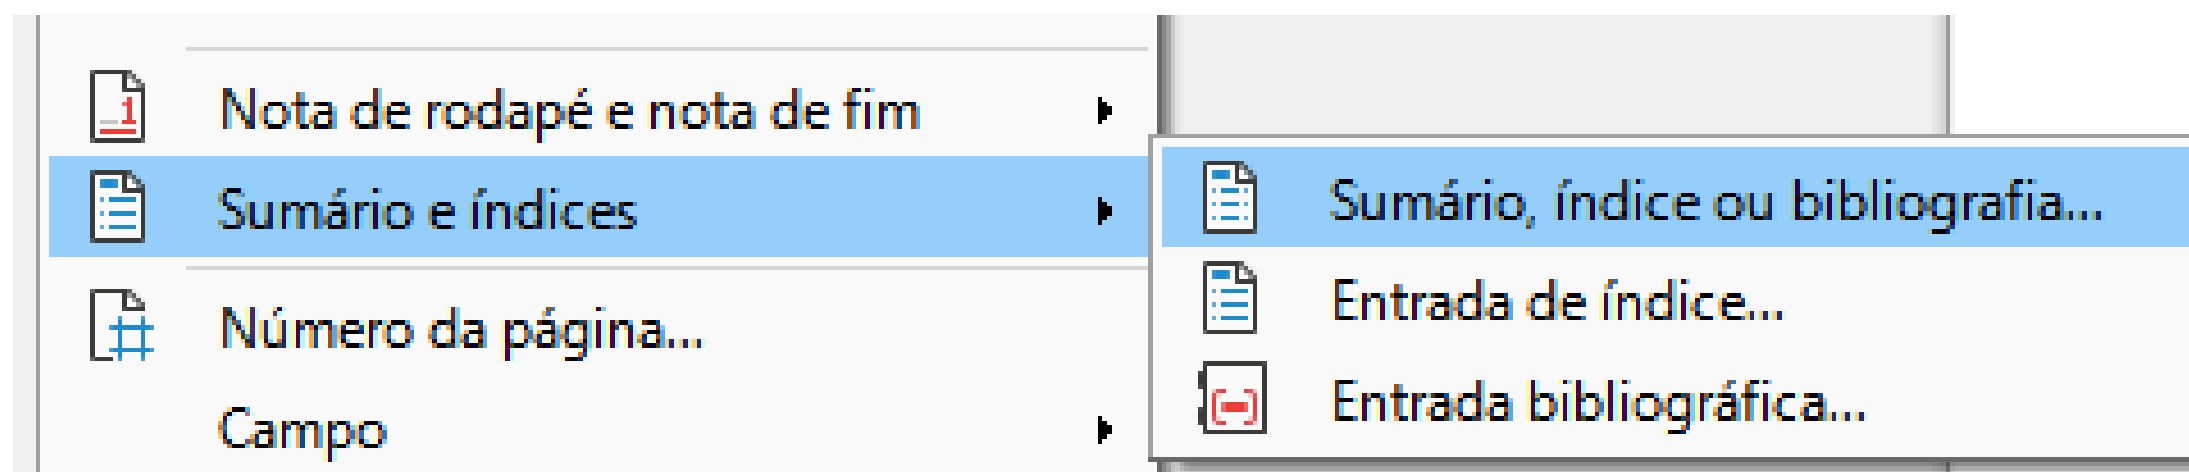 Nota de rodapé e nota de fim
Sumário e índices
Número da página...
Campo
Sumário, índice ou bibliografia...
Entrada de índice...
Entrada bibliográfica...